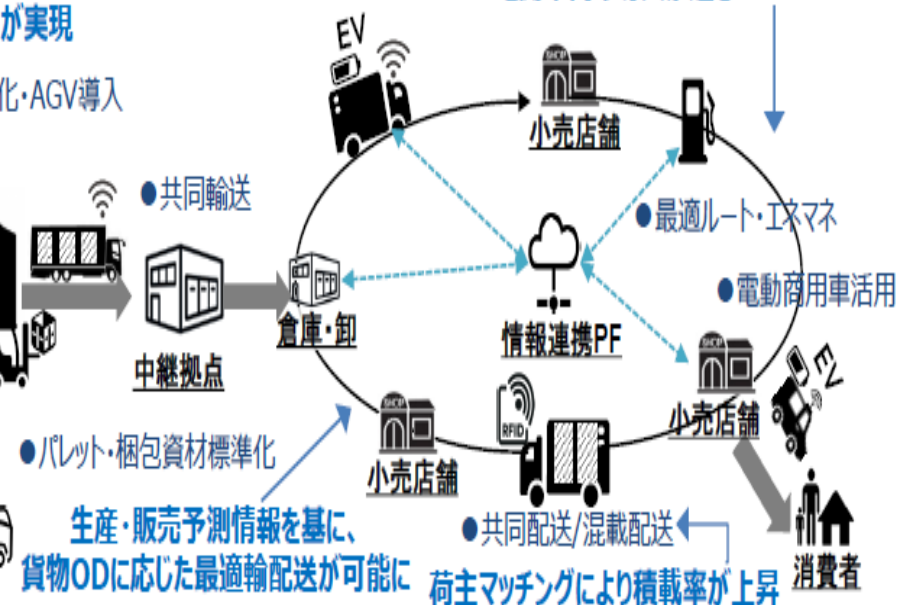 が実現
化・AGV導入
EV
SHOP
小売店舗
●共同輸送
●最適ルート・エネマネ
●電動商用車活用
倉庫・卸
情報連携PF
中継拠点
SHOP
小売店舗
EV
SHOP
小売店舗
RFID
●パレット・梱包資材標準化
●共同配送/混載配送
生産・販売予測情報を基に、
貨物ODに応じた最適輸配送が可能に
荷主マッチングにより積載率が上昇
消費者